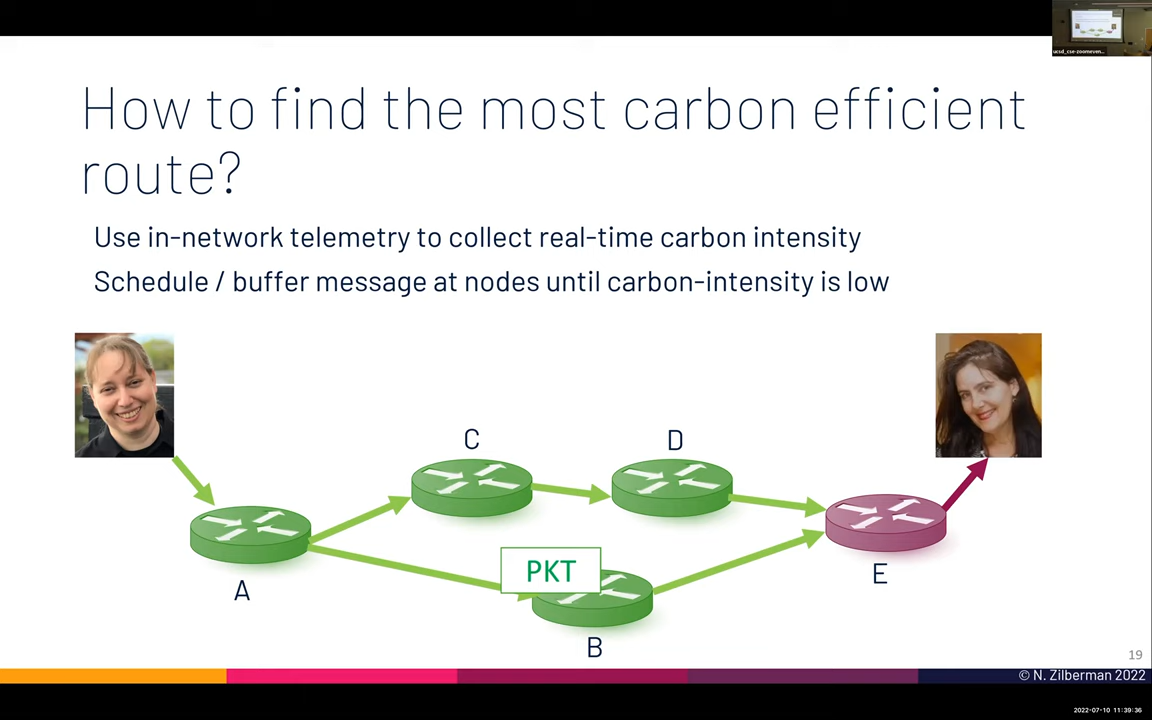 ucsd_cse-zoomeven...
How to find the most carbon efficient
route?
Use in-network telemetry to collect real-time carbon intensity
Schedule / buffer message at nodes until carbon-intensity is low
C
D
A
PKT
E
B
19
© N. Zilberman 2022
2022-07-10 11:39:36